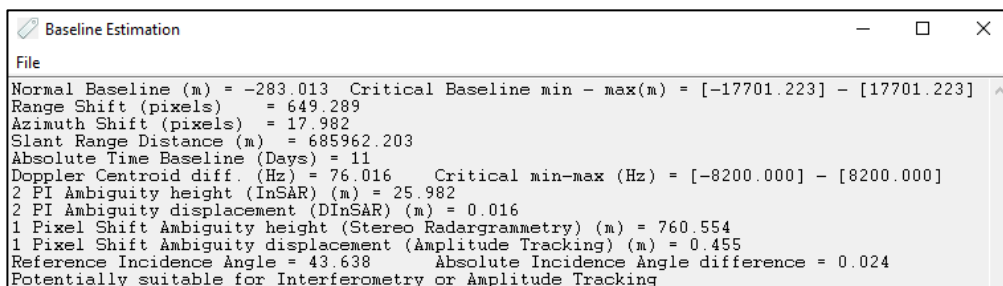 Baseline Estimation
File
Normal Baseline (m) = -283.013 Critical Baseline min - max(m) = [-17701.223] - [17701.223]
Range Shift (pixels) = 649.289
Azimuth Shift (pixels) = 17.982
Slant Range Distance (m) = 685962.203
Absolute Time Baseline (Days) = 11
Doppler Centroid diff. (Hz) = 76.016 Critical min-max (Hz) = [-8200.000] - [8200.000]
2 PI Ambiguity height (InSAR) (m) = 25.982
2 PI Ambiguity displacement (DInSAR) (m) = 0.016
1 Pixel Shift Ambiguity height (Stereo Radargrammetry) (m) = 760.554
1 Pixel Shift Ambiguity displacement (Amplitude Tracking) (m) = 0.455
Reference Incidence Angle = 43.638 Absolute Incidence Angle difference = 0.024
Potentially suitable for Interferometry or Amplitude Tracking